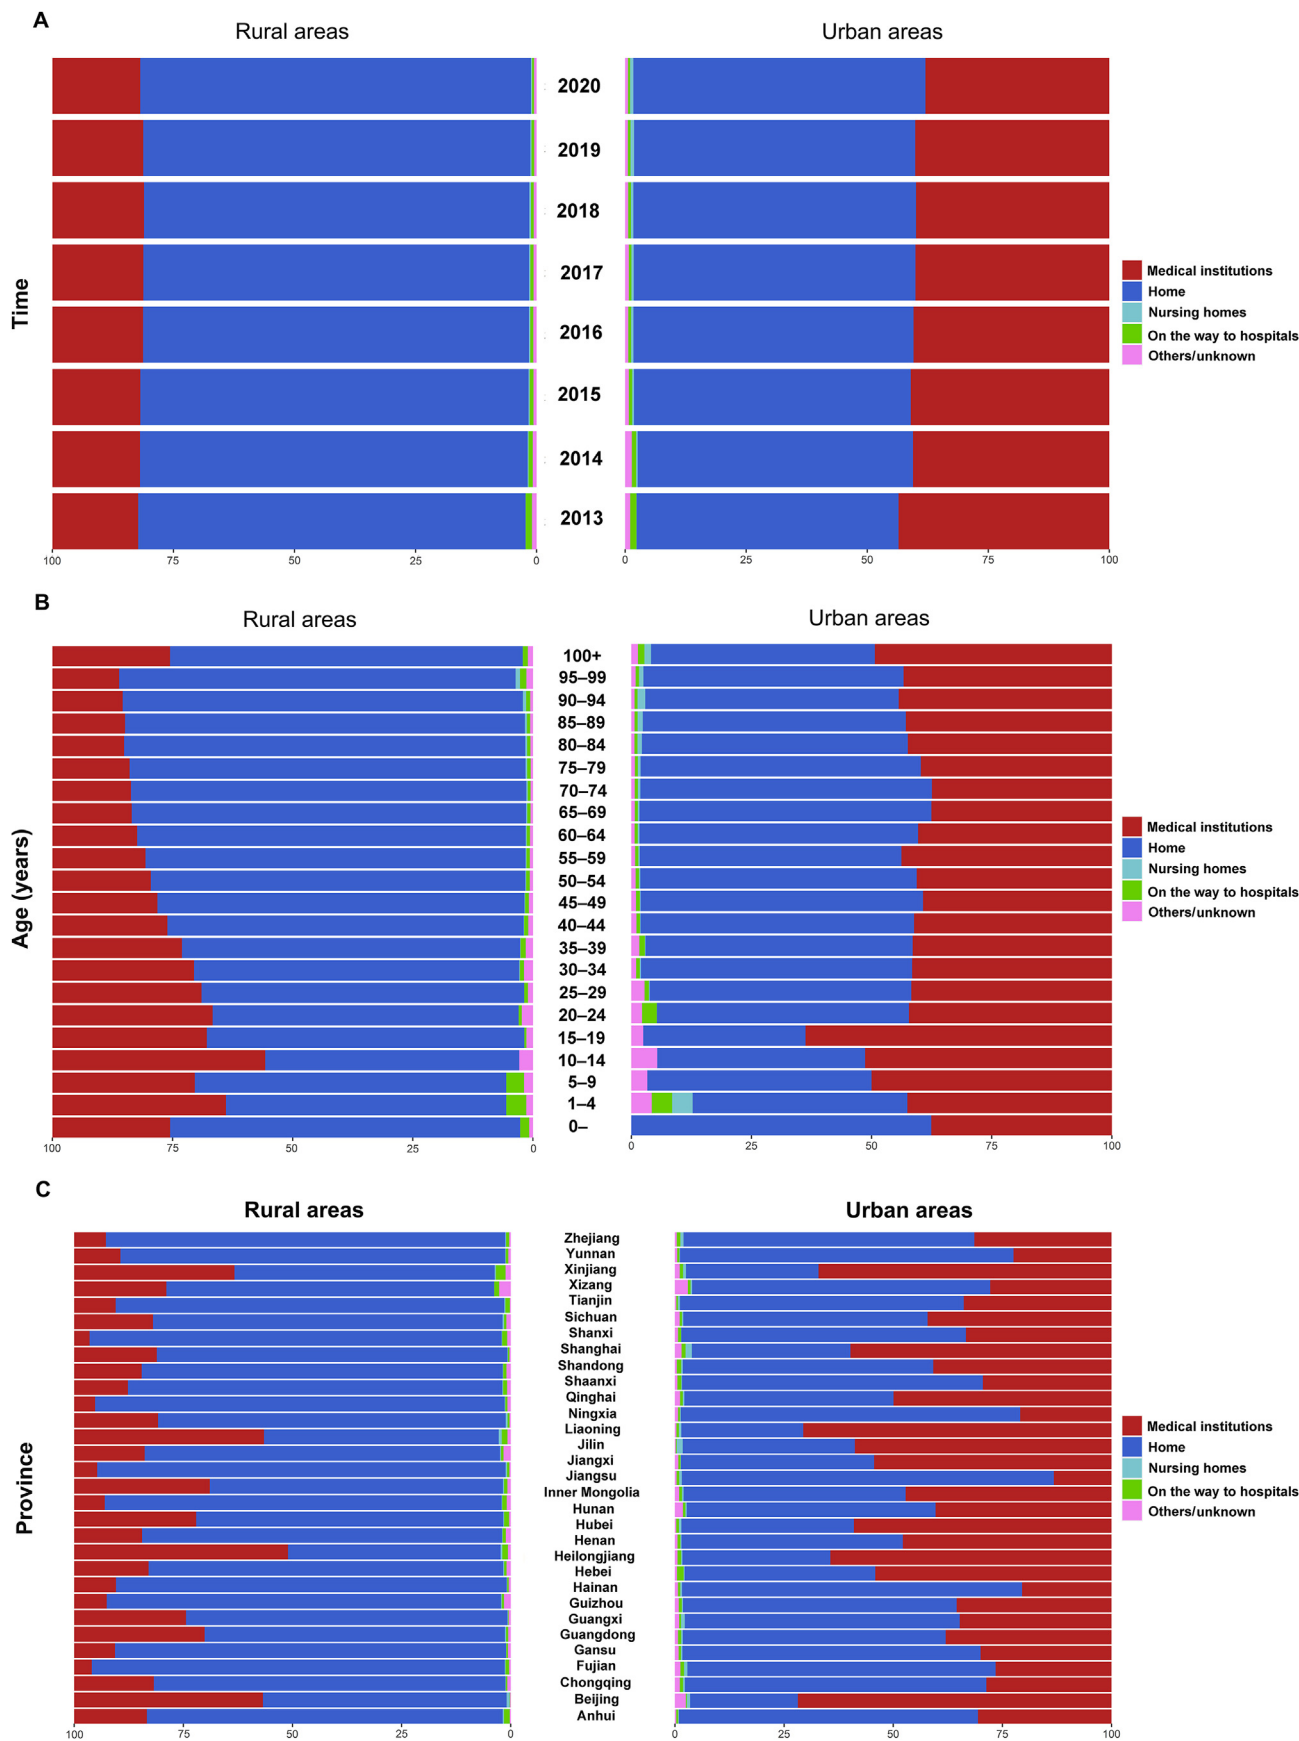 A
Rural areas
Urban areas
2020
2019
2018
2017
2016
2015
2014
2013
Time
100 75 50 25 0
0 25 50 75 100
Medical institutions
Home
Nursing homes
On the way to hospitals
Others/unknown
B
Rural areas
Urban areas
100+
95–99
90–94
85–89
80–84
75–79
70–74
65–69
60–64
55–59
50–54
45–49
40–44
35–39
30–34
25–29
20–24
15–19
10–14
5–9
1–4
0–
Age (years)
100 75 50 25 0
0 25 50 75 100
Medical institutions
Home
Nursing homes
On the way to hospitals
Others/unknown
C
Rural areas
Urban areas
Zhejiang
Yunnan
Xinjiang
Xizang
Tianjin
Sichuan
Shanxi
Shanghai
Shandong
Shaanxi
Qinghai
Ningxia
Liaoning
Jilin
Jiangxi
Jiangsu
Inner Mongolia
Hunan
Hubei
Henan
Heilongjiang
Hebei
Hainan
Guizhou
Guangxi
Guangdong
Gansu
Fujian
Chongqing
Beijing
Anhui
Province
100 75 50 25 0
0 25 50 75 100
Medical institutions
Home
Nursing homes
On the way to hospitals
Others/unknown